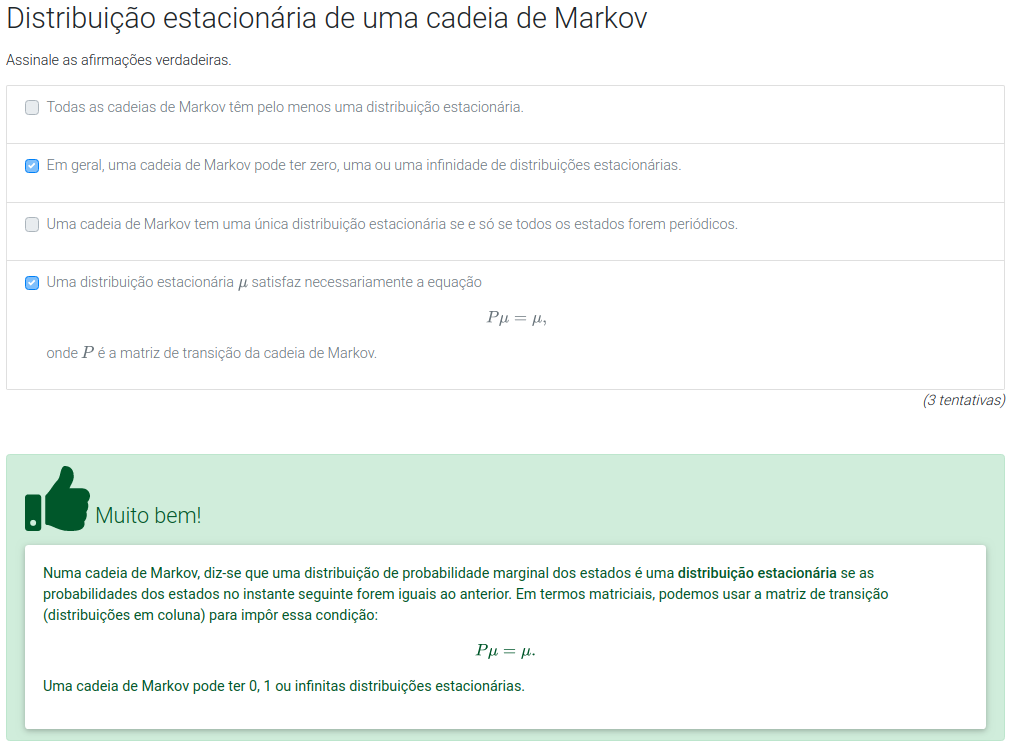 Distribuição estacionária de uma cadeia de Markov
Assinale as afirmações verdadeiras.
Todas as cadeias de Markov têm pelo menos uma distribuição estacionária.
Em geral, uma cadeia de Markov pode ter zero, uma ou uma infinidade de distribuições estacionárias.
Uma cadeia de Markov tem uma única distribuição estacionária se e só se todos os estados forem periódicos.
Uma distribuição estacionária μ satisfaz necessariamente a equação
Pμ = μ,
onde P é a matriz de transição da cadeia de Markov.
(3 tentativas)
Muito bem!
Numa cadeia de Markov, diz-se que uma distribuição de probabilidade marginal dos estados é uma distribuição estacionária se as
probabilidades dos estados no instante seguinte forem iguais ao anterior. Em termos matriciais, podemos usar a matriz de transição
(distribuições em coluna) para impôr essa condição:
Pμ = μ.
Uma cadeia de Markov pode ter 0, 1 ou infinitas distribuições estacionárias.